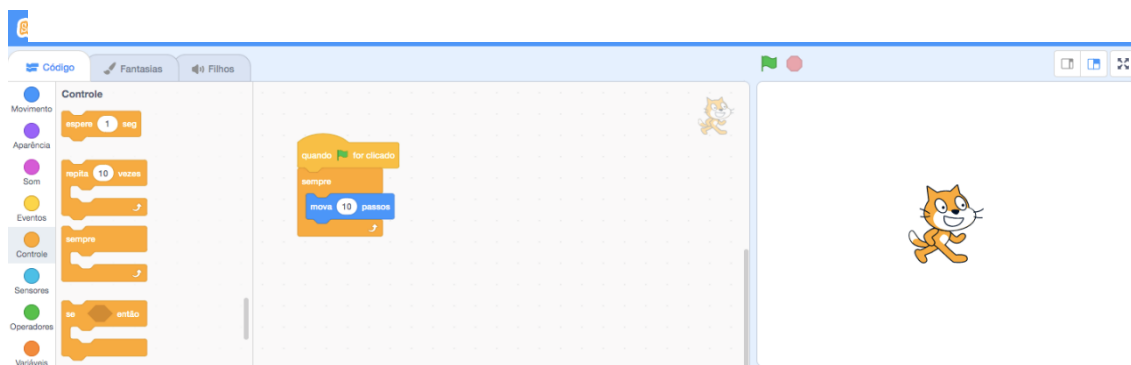 Código
Fantasias
Filhos
Movimento
Aparência
Som
Eventos
Controle
Sensores
Operadores
Variáveis
Controle
espere 1 seg
repita 10 vezes
sempre
se então
quando for clicado
sempre
mova 10 passos